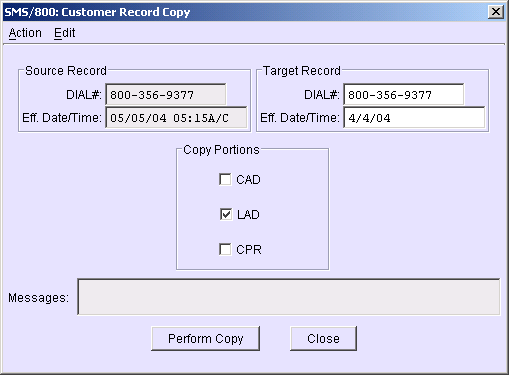 SMS/800: Customer Record Copy
Action Edit
Source Record Target Record
DIAL#: 800-356-9377 DIAL#: 800-356-9377
Eff. Date/Time: 05/05/04 05:15A/C Eff. Date/Time: 4/4/04
Copy Portions
CAD
LAD
CPR
Messages:
Perform Copy Close